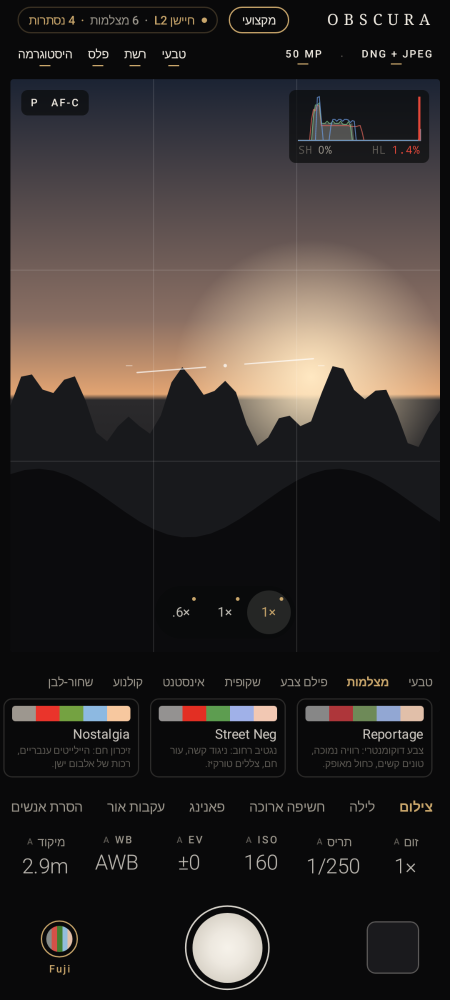 OBSCURA
מקצועי
חיישן L2 · 6 מצלמות · 4 נסתרות
DNG + JPEG · 50 MP
טבעי רשת פלס היסטוגרמה
P AF-C
SH 0% HL 1.4%
.6× 1× 1×
טבעי מצלמות פילם צבע שקופית אינסטנט קולנוע שחור-לבן
Reportage
צבע דוקומנטרי: רוויה נמוכה,
טונים קשים, כחול מאופק.
Street Neg
נגטיב רחוב: ניגוד קשה, עור
חם, צללים טורקיז.
Nostalgia
זיכרון חם: היילייטים ענבריים,
רכות של אלבום ישן.
צילום לילה חשיפה ארוכה פאנינג עקבות אור הסרת אנשים
זום A
1×
תריס A
1/250
ISO A
160
EV A
±0
WB A
AWB
מיקוד A
2.9m
Fuji